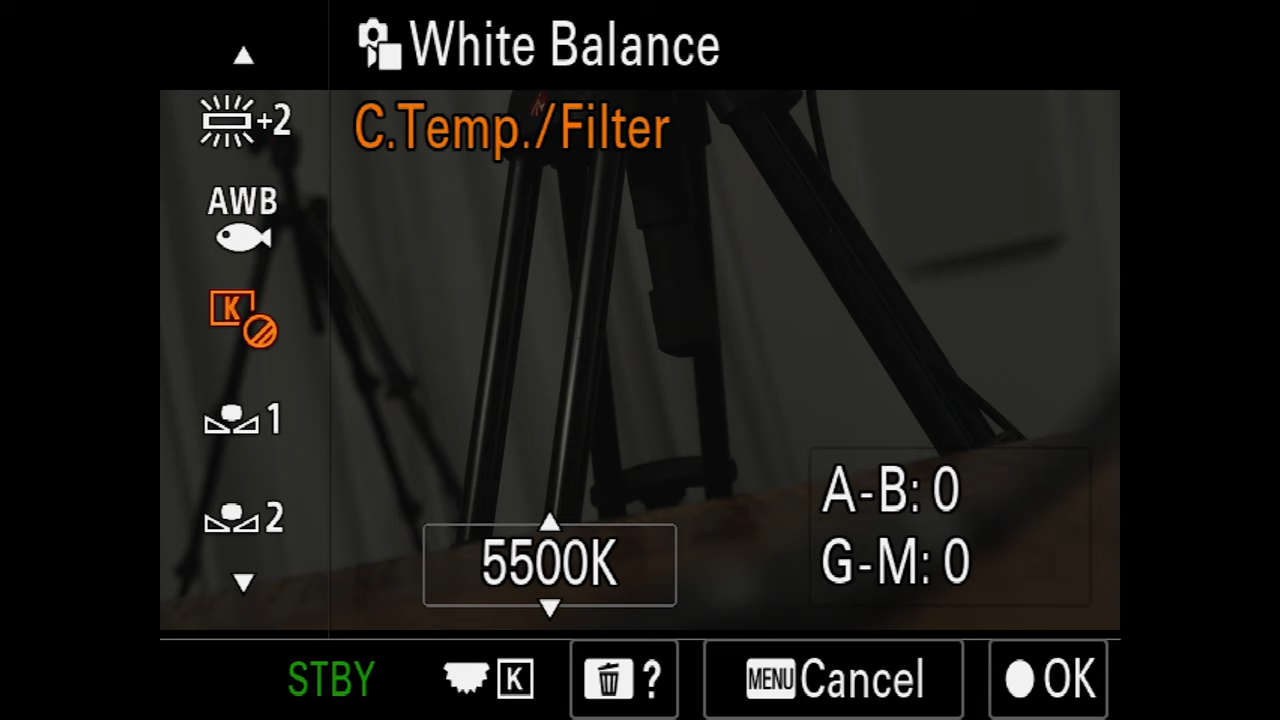 White Balance
C.Temp./Filter
+2
AWB
K
1
2
5500K
A-B: 0
G-M: 0
STBY
K
?
MENU Cancel
OK